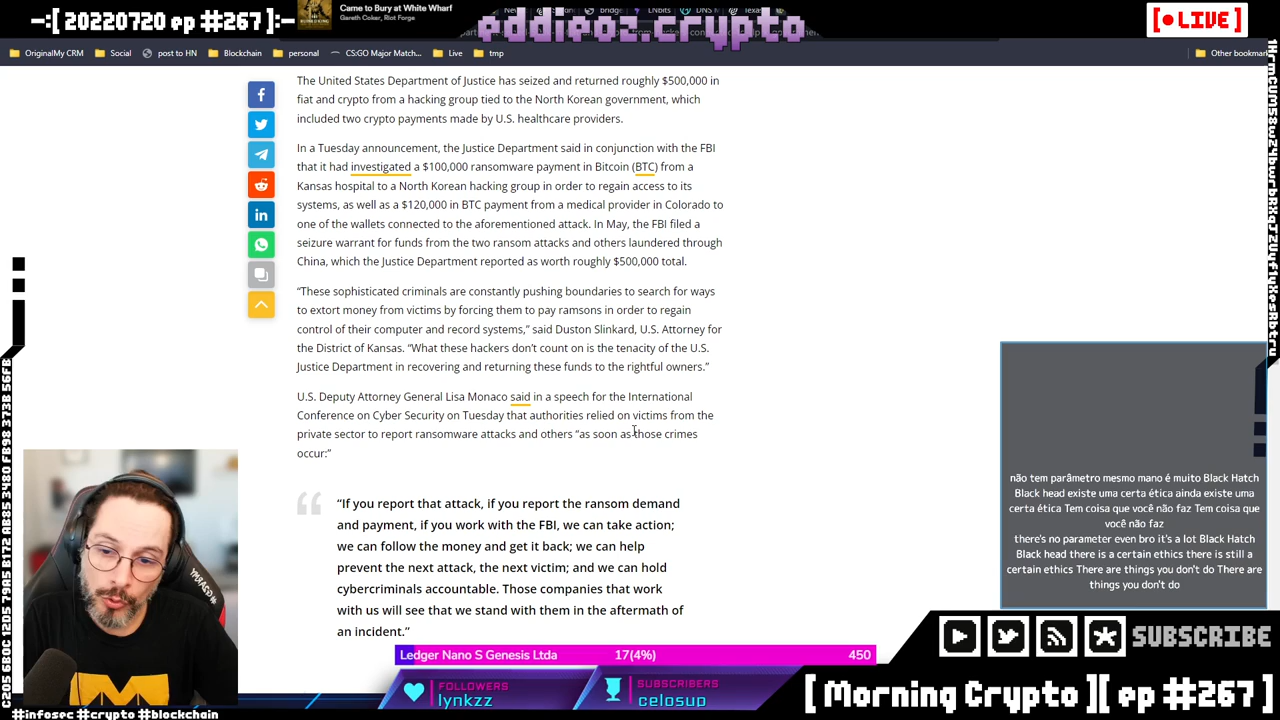 -:[ 20220720 ep #267 ]:-
Came to Bury at White Wharf
Gareth Coker, Riot Forge
eddieoz.crypto
[ LIVE ]
OriginalMy CRM
Social
post to HN
Blockchain
personal
CS:GO Major Match...
Live
tmp
Other bookmar
The United States Department of Justice has seized and returned roughly $500,000 in
fiat and crypto from a hacking group tied to the North Korean government, which
included two crypto payments made by U.S. healthcare providers.
In a Tuesday announcement, the Justice Department said in conjunction with the FBI
that it had investigated a $100,000 ransomware payment in Bitcoin (BTC) from a
Kansas hospital to a North Korean hacking group in order to regain access to its
systems, as well as a $120,000 in BTC payment from a medical provider in Colorado to
one of the wallets connected to the aforementioned attack. In May, the FBI filed a
seizure warrant for funds from the two ransom attacks and others laundered through
China, which the Justice Department reported as worth roughly $500,000 total.
“These sophisticated criminals are constantly pushing boundaries to search for ways
to extort money from victims by forcing them to pay ramsons in order to regain
control of their computer and record systems,” said Duston Slinkard, U.S. Attorney for
the District of Kansas. “What these hackers don’t count on is the tenacity of the U.S.
Justice Department in recovering and returning these funds to the rightful owners.”
U.S. Deputy Attorney General Lisa Monaco said in a speech for the International
Conference on Cyber Security on Tuesday that authorities relied on victims from the
private sector to report ransomware attacks and others “as soon as those crimes
occur:”
“If you report that attack, if you report the ransom demand
and payment, if you work with the FBI, we can take action;
we can follow the money and get it back; we can help
prevent the next attack, the next victim; and we can hold
cybercriminals accountable. Those companies that work
with us will see that we stand with them in the aftermath of
an incident.”
não tem parâmetro mesmo mano é muito Black Hatch
Black head existe uma certa ética ainda existe uma
certa ética Tem coisa que você não faz Tem coisa que
você não faz
there's no parameter even bro it's a lot Black Hatch
Black head there is a certain ethics there is still a
certain ethics There are things you don't do There are
things you don't do
Ledger Nano S Genesis Ltda
17(4%)
450
FOLLOWERS
lynkzz
SUBSCRIBERS
celosup
SUBSCRIBE
[ Morning Crypto ][ ep #267 ]
#infosec #crypto #blockchain